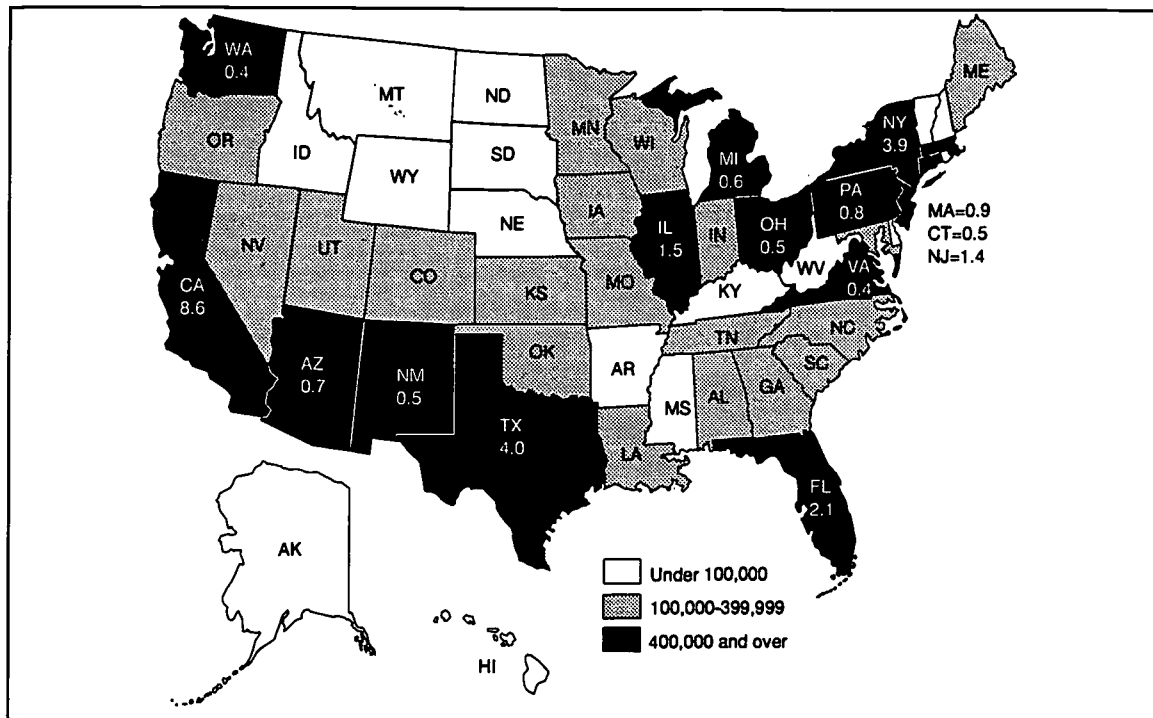 WA
0.4
MT
ND
MN
ME
OR
ID
SD
WI
NY
3.9
MI
0.6
WY
IA
PA
0.8
NE
MA=0.9
CT=0.5
NJ=1.4
NV
UT
CO
IL
1.5
IN
OH
0.5
WV
VA
0.4
CA
8.6
KS
MO
KY
NC
TN
AZ
0.7
NM
0.5
OK
AR
SC
MS
AL
GA
TX
4.0
LA
FL
2.1
AK
HI
Under 100,000
100,000-399,999
400,000 and over